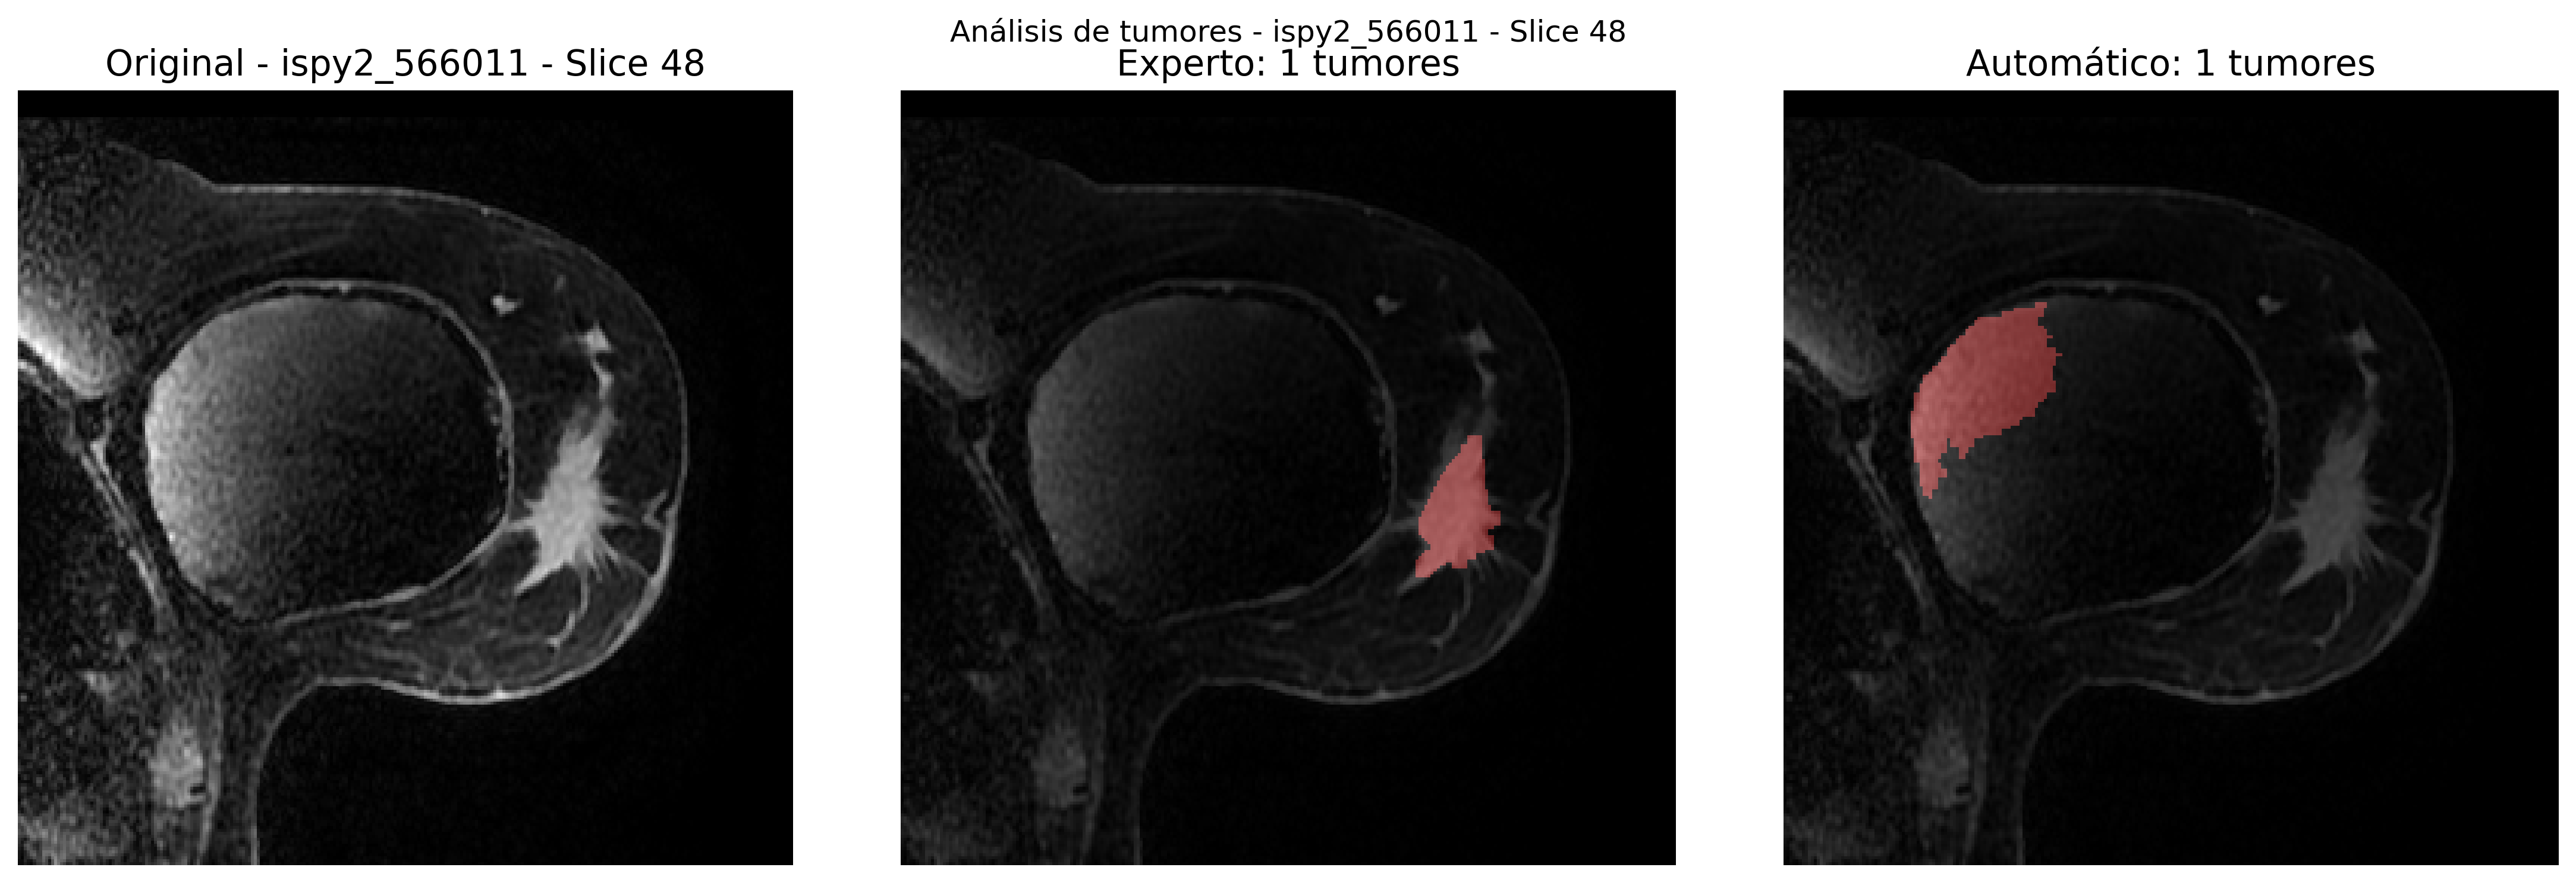 Análisis de tumores - ispy2_566011 - Slice 48
Original - ispy2_566011 - Slice 48
Experto: 1 tumores
Automático: 1 tumores